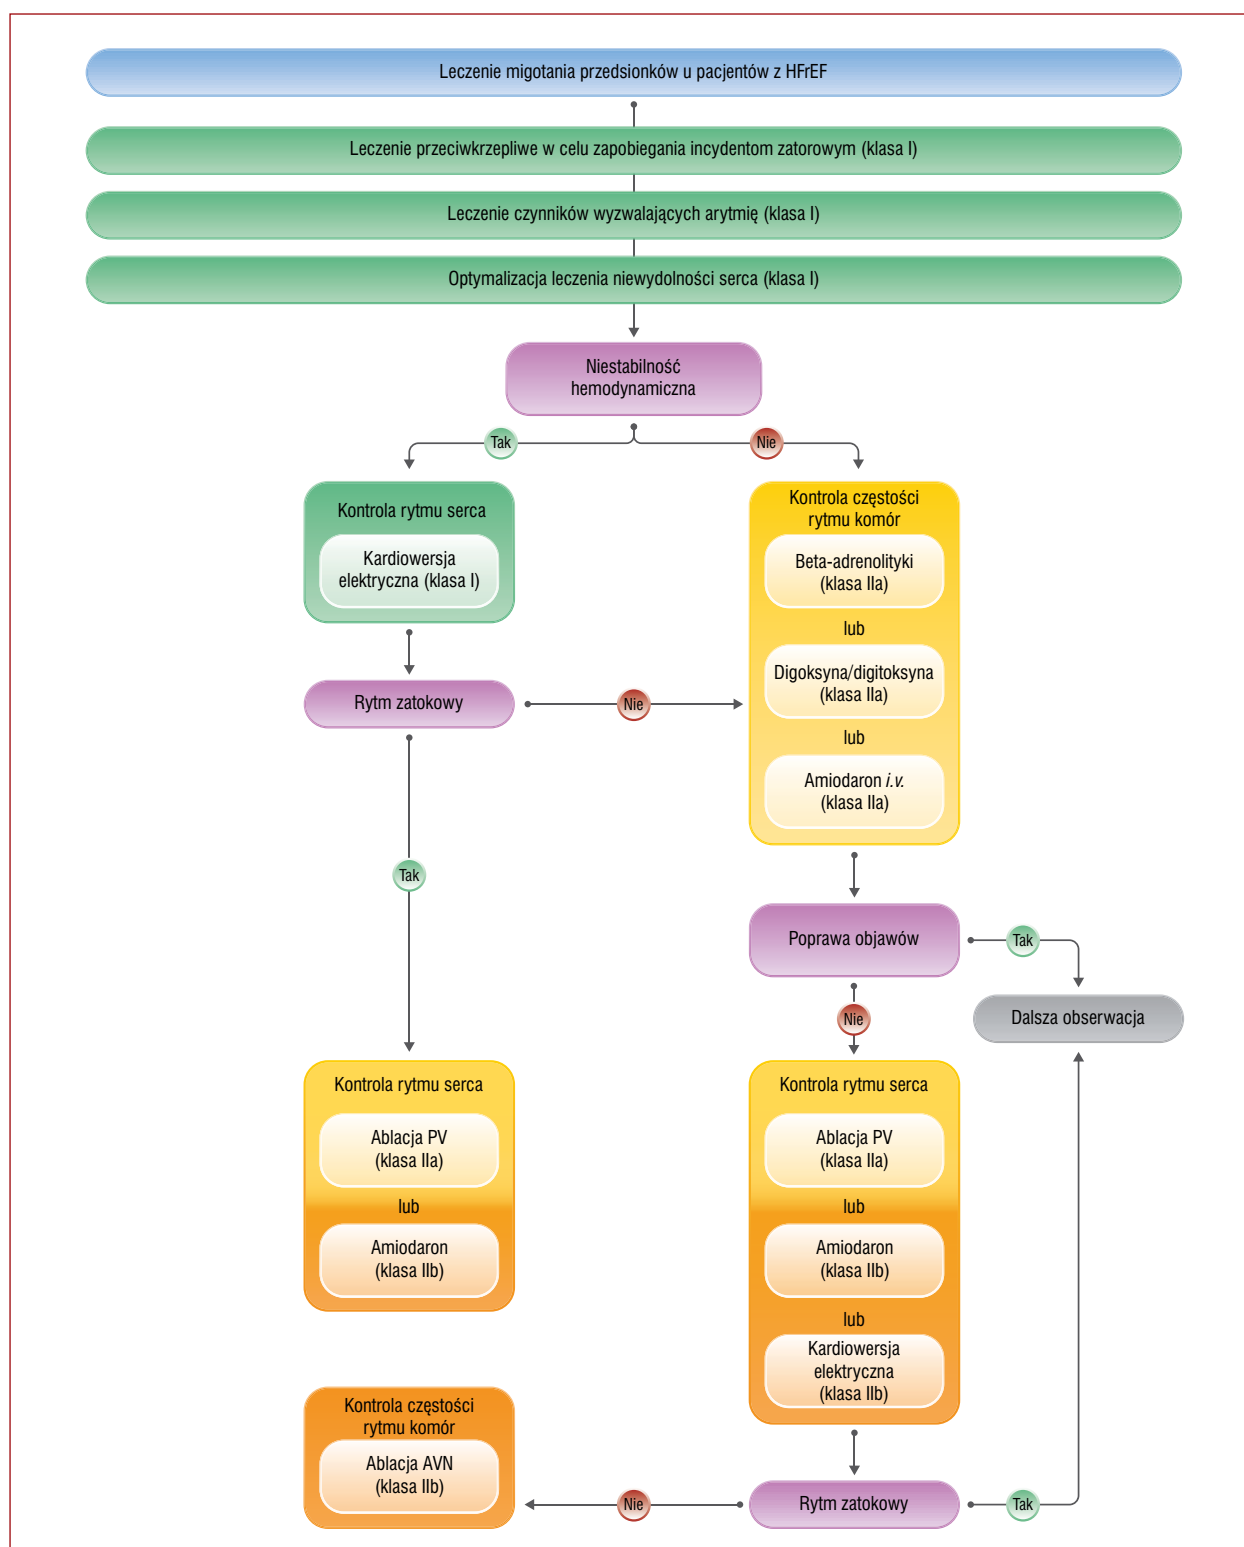 Leczenie migotania przedsionków u pacjentów z HFrEF
Leczenie przeciwkrzepliwe w celu zapobiegania incydentom zatorowym (klasa I)
Leczenie czynników wyzwalających arytmię (klasa I)
Optymalizacja leczenia niewydolności serca (klasa I)
Niestabilność
hemodynamiczna
Tak
Nie
Kontrola rytmu serca
Kardiowersja
elektryczna (klasa I)
Kontrola częstości
rytmu komór
Beta-adrenolityki
(klasa IIa)
lub
Digoksyna/digitoksyna
(klasa IIa)
lub
Amiodaron i.v.
(klasa IIa)
Rytm zatokowy
Nie
Tak
Poprawa objawów
Tak
Nie
Dalsza obserwacja
Kontrola rytmu serca
Ablacja PV
(klasa IIa)
lub
Amiodaron
(klasa IIb)
Kontrola rytmu serca
Ablacja PV
(klasa IIa)
lub
Amiodaron
(klasa IIb)
lub
Kardiowersja
elektryczna
(klasa IIb)
Kontrola częstości
rytmu komór
Ablacja AVN
(klasa IIb)
Nie
Rytm zatokowy
Tak